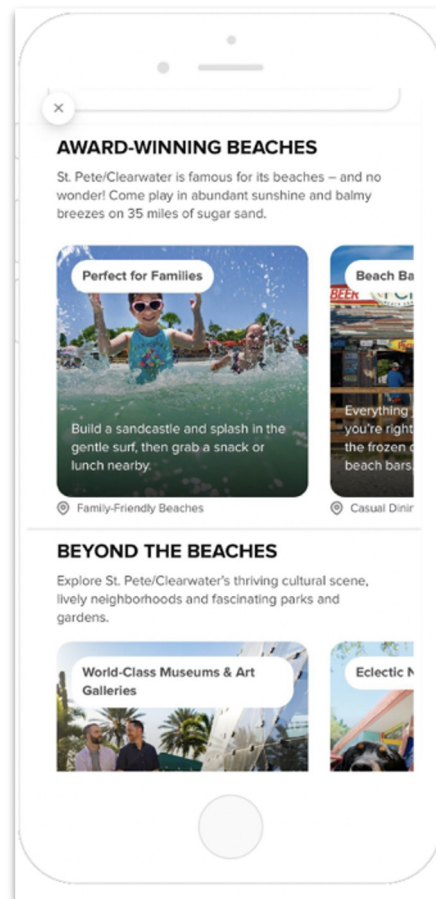 AWARD-WINNING BEACHES
St. Pete/Clearwater is famous for its beaches – and no
wonder! Come play in abundant sunshine and balmy
breezes on 35 miles of sugar sand.
Perfect for Families
Build a sandcastle and splash in the
gentle surf, then grab a snack or
lunch nearby.
Family-Friendly Beaches
Beach Ba
BEER
Everything
you're right
the frozen
beach bars.
Casual Dinin
BEYOND THE BEACHES
Explore St. Pete/Clearwater's thriving cultural scene,
lively neighborhoods and fascinating parks and
gardens.
World-Class Museums & Art
Galleries
Eclectic N